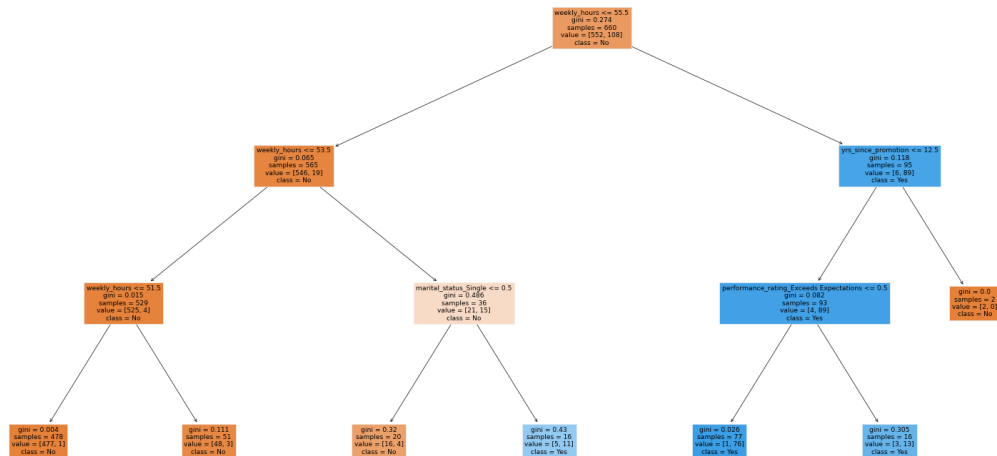 weekly_hours <= 55.5
gini = 0.274
samples = 660
value = [552, 108]
class = No
weekly_hours <= 53.5
gini = 0.065
samples = 565
value = [546, 19]
class = No
yrs_since_promotion <= 12.5
gini = 0.118
samples = 95
value = [6, 89]
class = Yes
weekly_hours <= 51.5
gini = 0.015
samples = 529
value = [525, 4]
class = No
marital_status_Single <= 0.5
gini = 0.486
samples = 36
value = [21, 15]
class = No
performance_rating_Exceeds Expectations <= 0.5
gini = 0.082
samples = 93
value = [4, 89]
class = Yes
gini = 0.0
samples = 2
value = [2, 0]
class = No
gini = 0.004
samples = 478
value = [477, 1]
class = No
gini = 0.111
samples = 51
value = [48, 3]
class = No
gini = 0.32
samples = 20
value = [16, 4]
class = No
gini = 0.43
samples = 16
value = [5, 11]
class = Yes
gini = 0.026
samples = 77
value = [1, 76]
class = Yes
gini = 0.305
samples = 16
value = [3, 13]
class = Yes